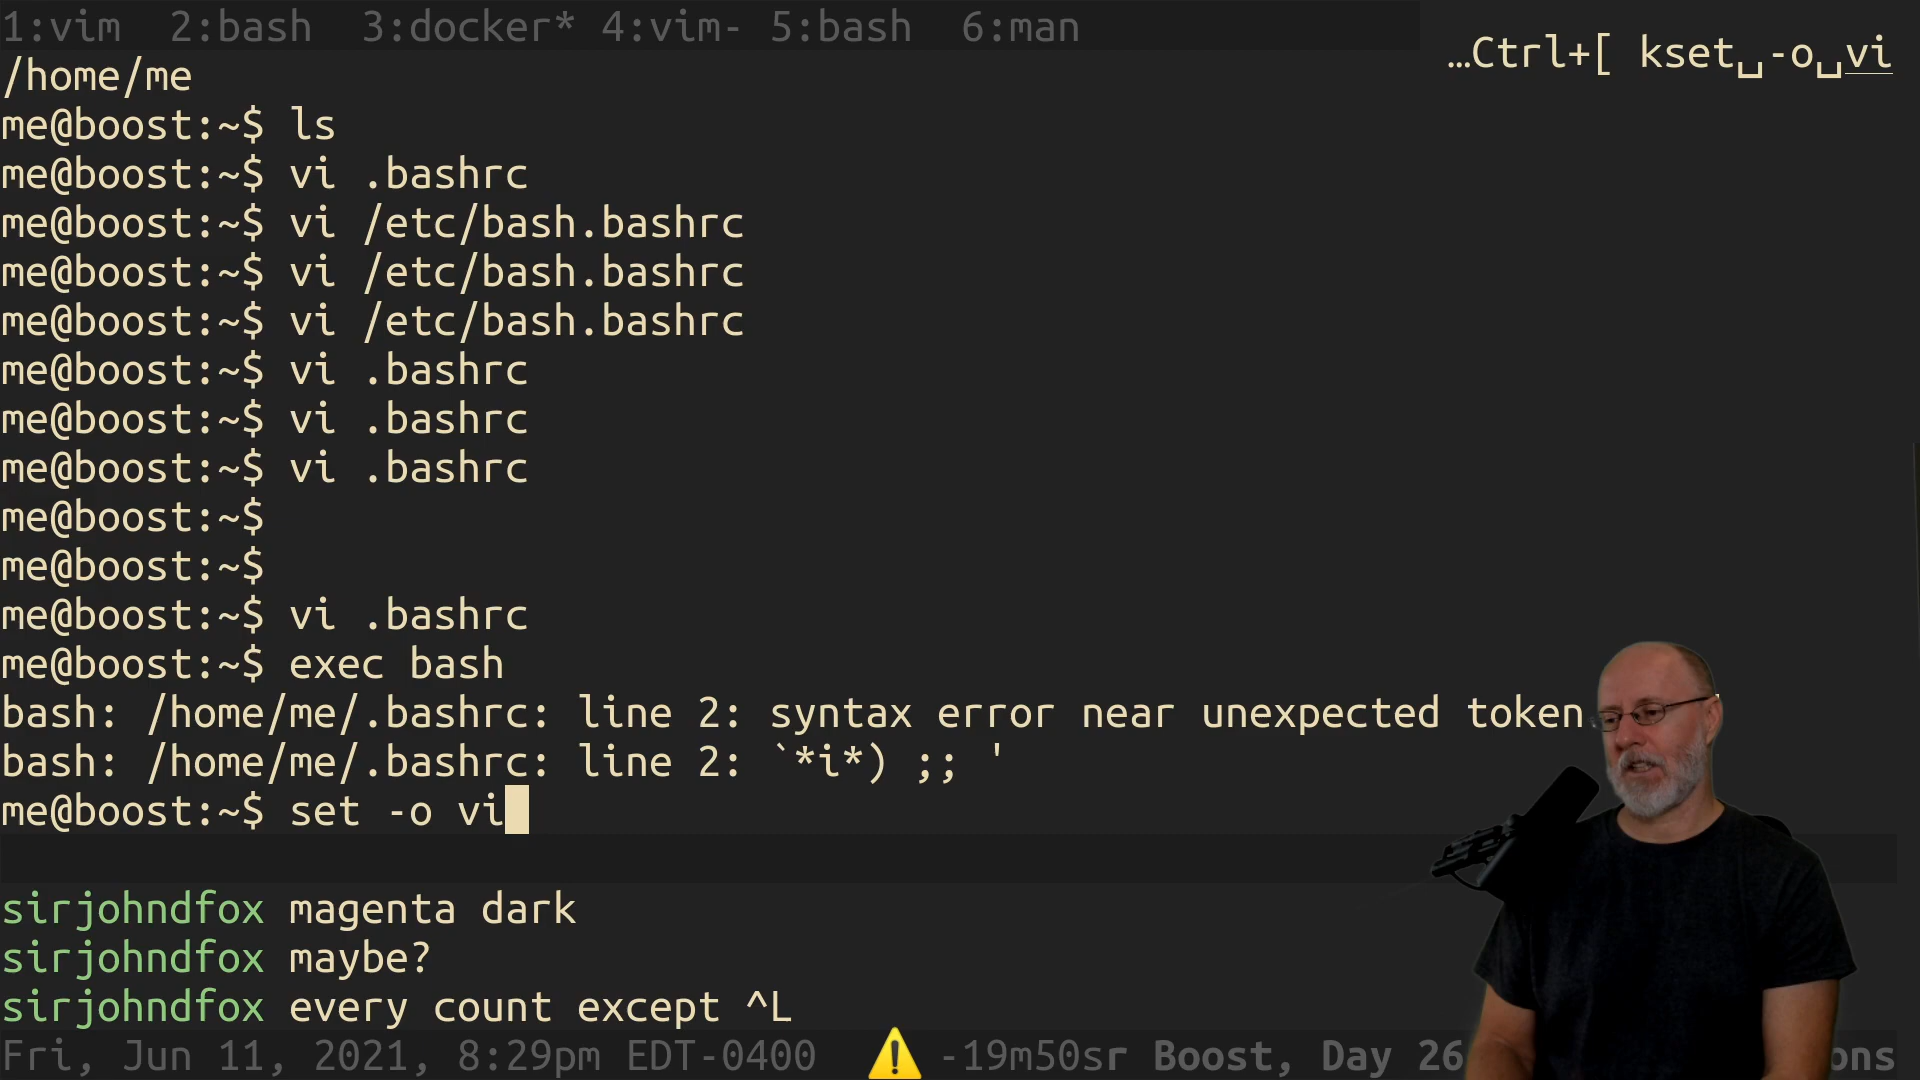 1:vim  2:bash  3:docker* 4:vim- 5:bash  6:man
…Ctrl+[ kset␣-o␣vi
/home/me
me@boost:~$ ls
me@boost:~$ vi .bashrc
me@boost:~$ vi /etc/bash.bashrc
me@boost:~$ vi /etc/bash.bashrc
me@boost:~$ vi /etc/bash.bashrc
me@boost:~$ vi .bashrc
me@boost:~$ vi .bashrc
me@boost:~$ vi .bashrc
me@boost:~$
me@boost:~$
me@boost:~$ vi .bashrc
me@boost:~$ exec bash
bash: /home/me/.bashrc: line 2: syntax error near unexpected token
bash: /home/me/.bashrc: line 2: `*i*) ;; '
me@boost:~$ set -o vi
sirjohndfox magenta dark
sirjohndfox maybe?
sirjohndfox every count except ^L
Fri, Jun 11, 2021, 8:29pm EDT-0400 ⚠️ -19m50sr Boost, Day 26